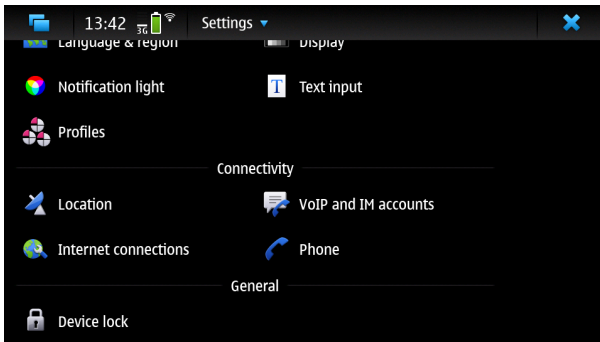 13:42 3G Settings
Language & region Display
Notification light T Text input
Profiles
Connectivity
Location VoIP and IM accounts
Internet connections Phone
General
Device lock